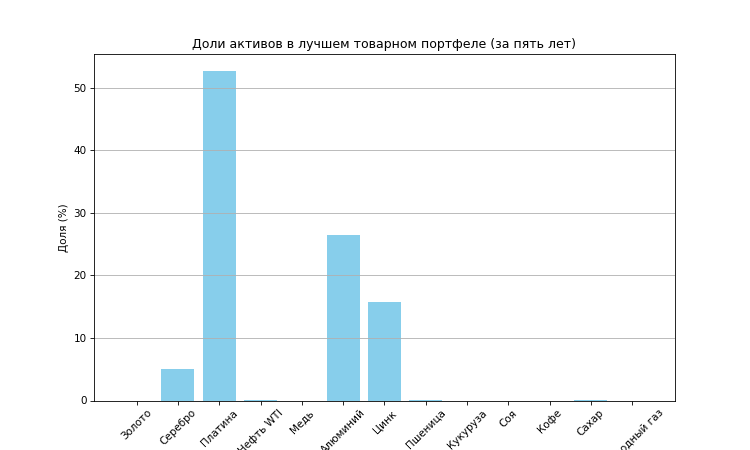 Доли активов в лучшем товарном портфеле (за пять лет)
Доля (%)
50
40
30
20
10
0
Золото
Серебро
Платина
Нефть WTI
Медь
Алюминий
Цинк
Пшеница
Кукуруза
Соя
Кофе
Сахар
газ